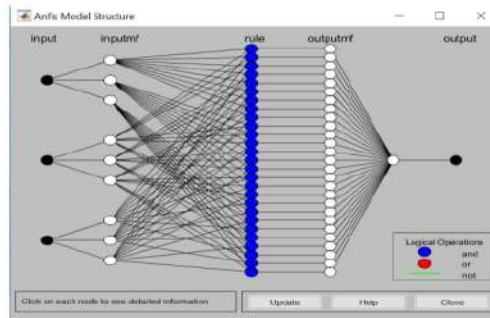 Anfis Model Structure
input inputmf rule outputmf output
Logical Operations
and
or
not
Click on each node to see detailed information
Update Help Close